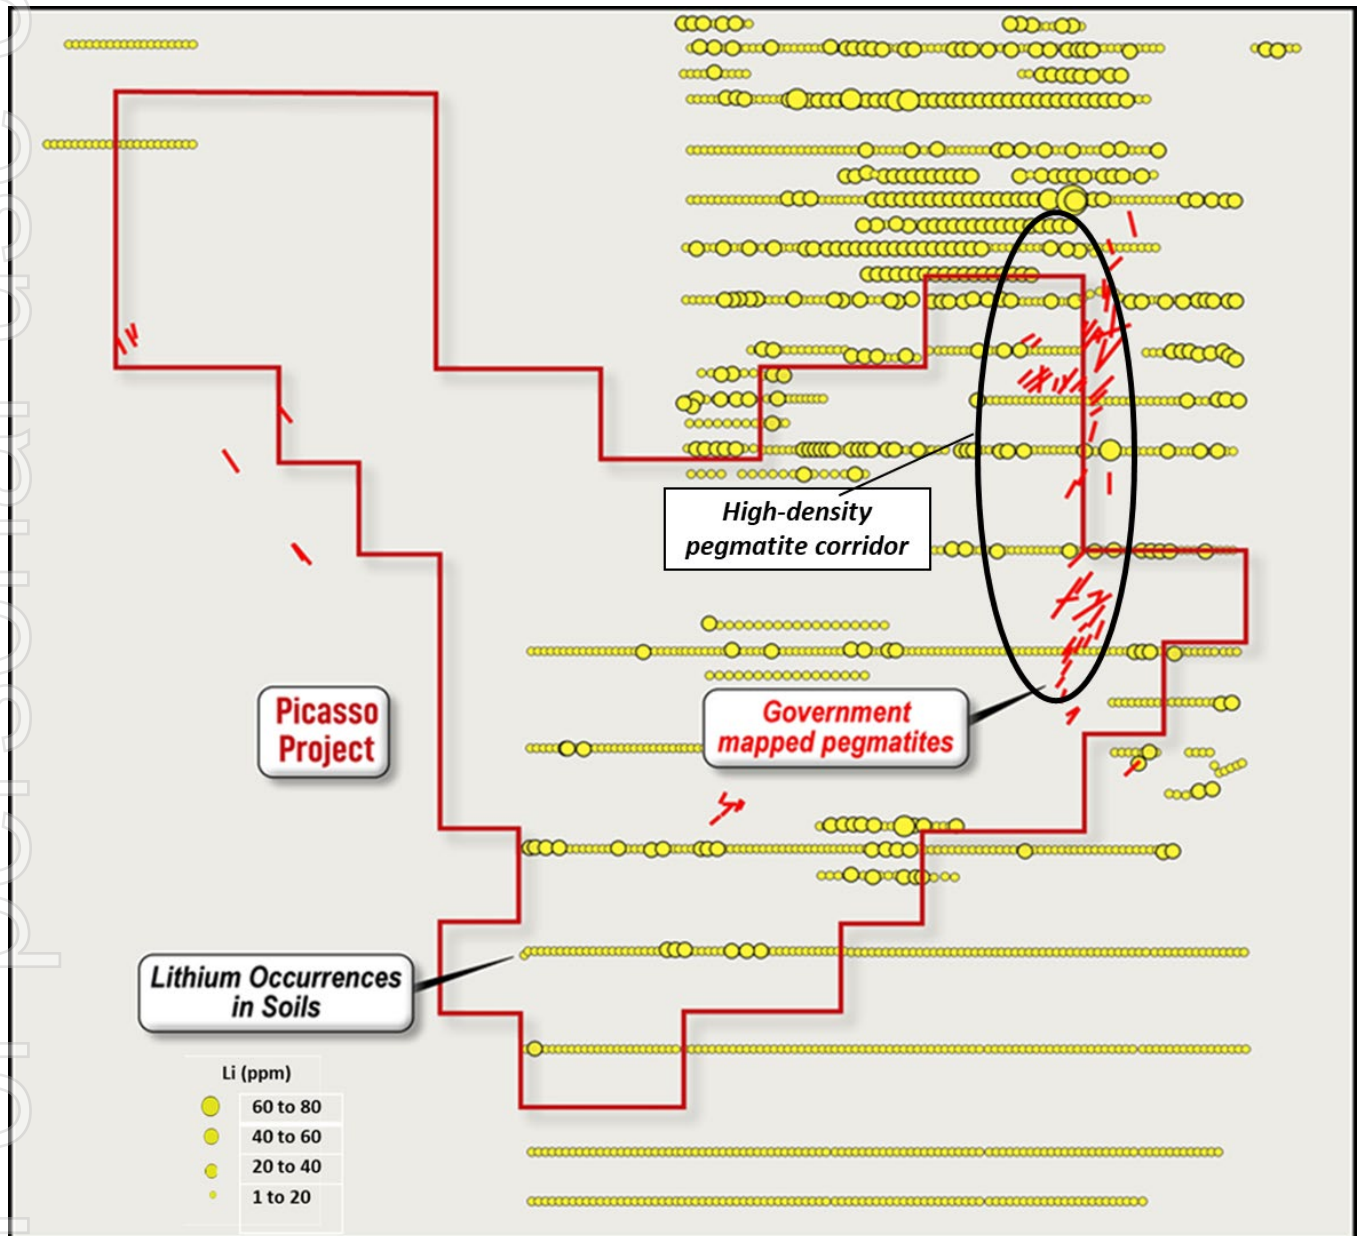 High-density
pegmatite corridor
Picasso
Project
Government
mapped pegmatites
Lithium Occurrences
in Soils
Li (ppm)
60 to 80
40 to 60
20 to 40
1 to 20